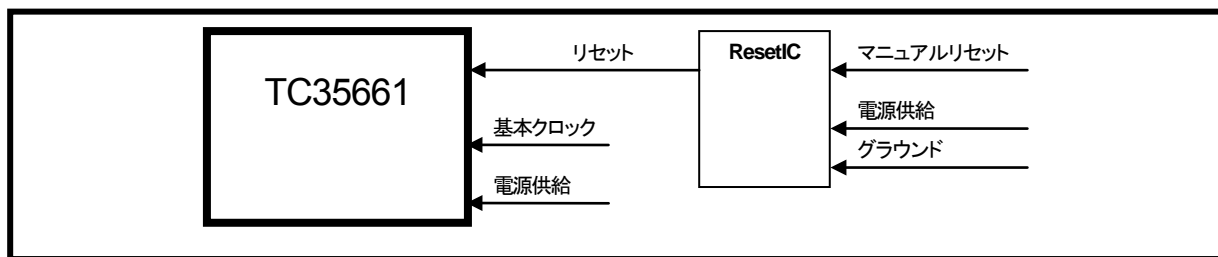 リセット
ResetIC
マニュアルリセット
TC35661
基本クロック
電源供給
電源供給
グラウンド